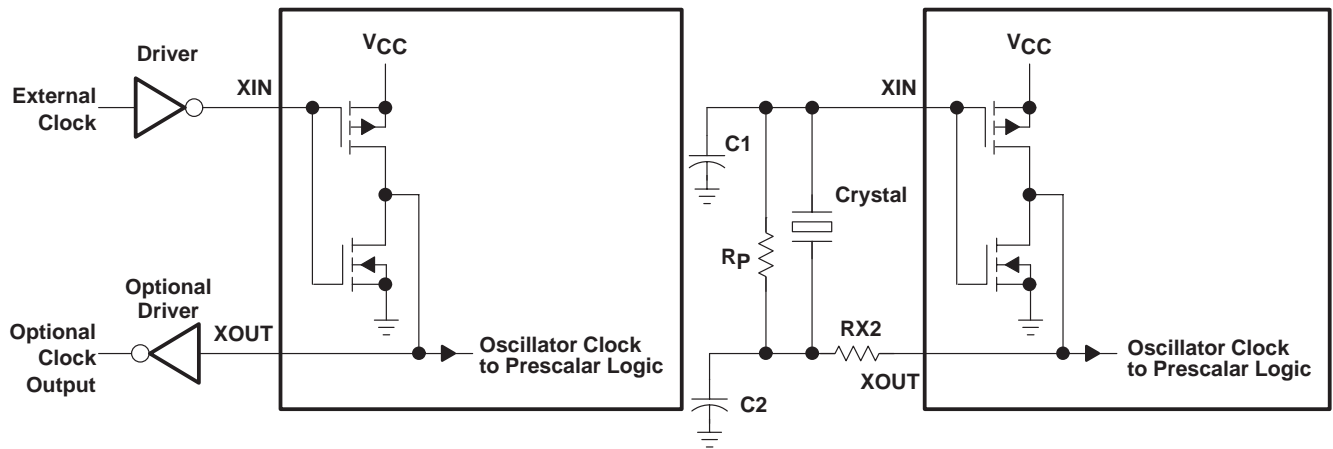 Driver
External
Clock
XIN
VCC
Optional
Driver
Optional
Clock
Output
XOUT
Oscillator Clock
to Prescalar Logic
C1
RP
Crystal
C2
RX2
XIN
VCC
XOUT
Oscillator Clock
to Prescalar Logic